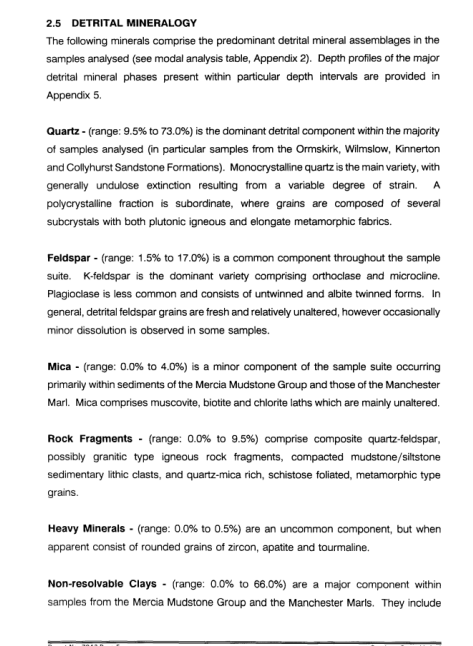 2.5 DETRITAL MINERALOGY
The following minerals comprise the predominant detrital mineral assemblages in the
samples analysed (see modal analysis table, Appendix 2). Depth profiles of the major
detrital mineral phases present within particular depth intervals are provided in
Appendix 5.
Quartz - (range: 9.5% to 73.0%) is the dominant detrital component within the majority
of samples analysed (in particular samples from the Ormskirk, Wilmslow, Kinnerton
and Collyhurst Sandstone Formations). Monocrystalline quartz is the main variety, with
generally undulose extinction resulting from a variable degree of strain. A
polycrystalline fraction is subordinate, where grains are composed of several
subcrystals with both plutonic igneous and elongate metamorphic fabrics.
Feldspar - (range: 1.5% to 17.0%) is a common component throughout the sample
suite. K-feldspar is the dominant variety comprising orthoclase and microcline.
Plagioclase is less common and consists of untwinned and albite twinned forms. In
general, detrital feldspar grains are fresh and relatively unaltered, however occasionally
minor dissolution is observed in some samples.
Mica - (range: 0.0% to 4.0%) is a minor component of the sample suite occurring
primarily within sediments of the Mercia Mudstone Group and those of the Manchester
Marl. Mica comprises muscovite, biotite and chlorite laths which are mainly unaltered.
Rock Fragments - (range: 0.0% to 9.5%) comprise composite quartz-feldspar,
possibly granitic type igneous rock fragments, compacted mudstone/siltstone
sedimentary lithic clasts, and quartz-mica rich, schistose foliated, metamorphic type
grains.
Heavy Minerals - (range: 0.0% to 0.5%) are an uncommon component, but when
apparent consist of rounded grains of zircon, apatite and tourmaline.
Non-resolvable Clays - (range: 0.0% to 66.0%) are a major component within
samples from the Mercia Mudstone Group and the Manchester Marls. They include